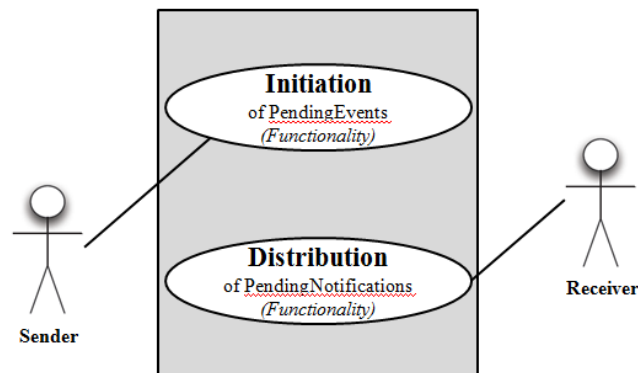 Initiation
of PendingEvents
(Functionality)
Distribution
of PendingNotifications
(Functionality)
Sender
Receiver